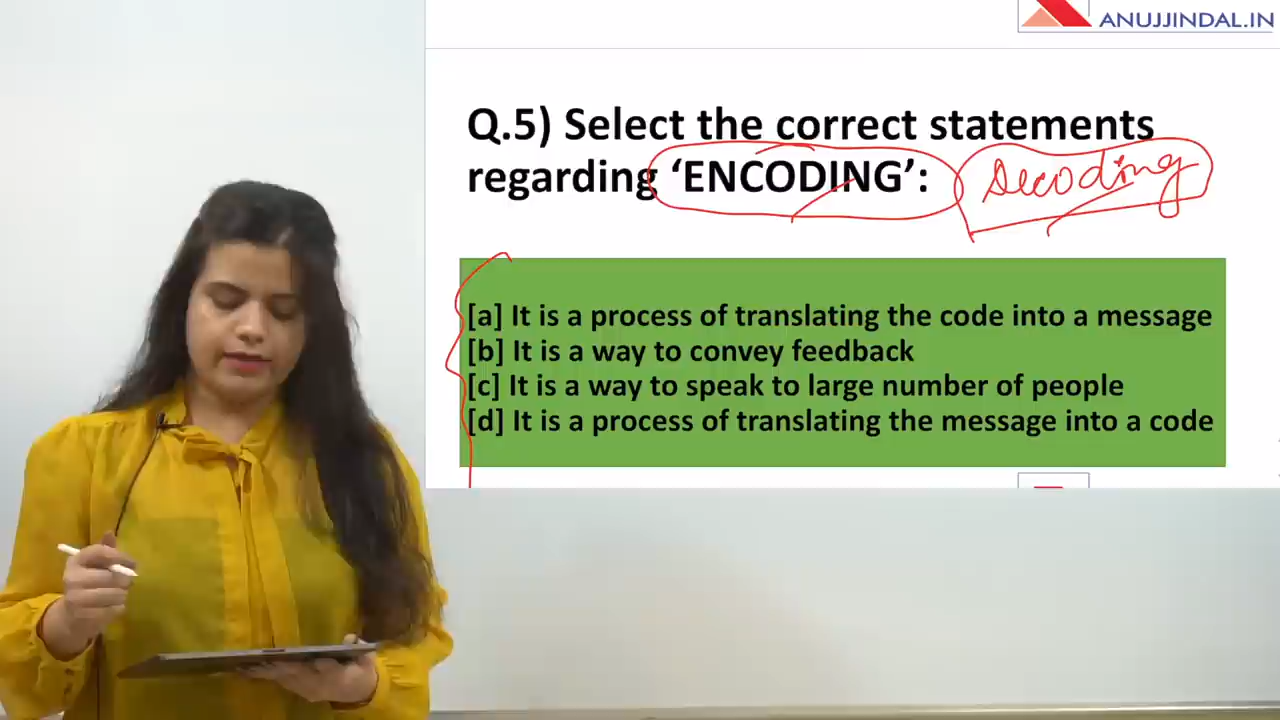 ANUJJINDAL.IN
Q.5) Select the correct statements
regarding ‘ENCODING’: Decoding
[a] It is a process of translating the code into a message
[b] It is a way to convey feedback
[c] It is a way to speak to large number of people
[d] It is a process of translating the message into a code